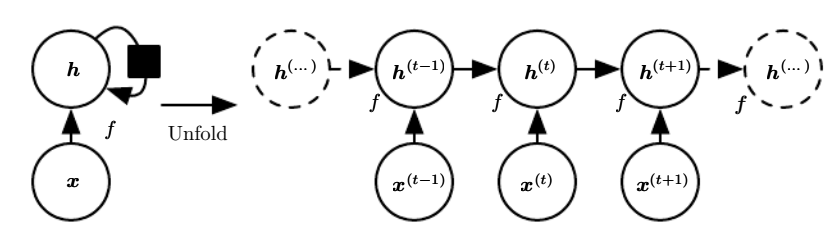 h
h(...)
h(t−1)
h(t)
h(t+1)
h(...)
f
f
f
f
f
Unfold
x
x(t−1)
x(t)
x(t+1)